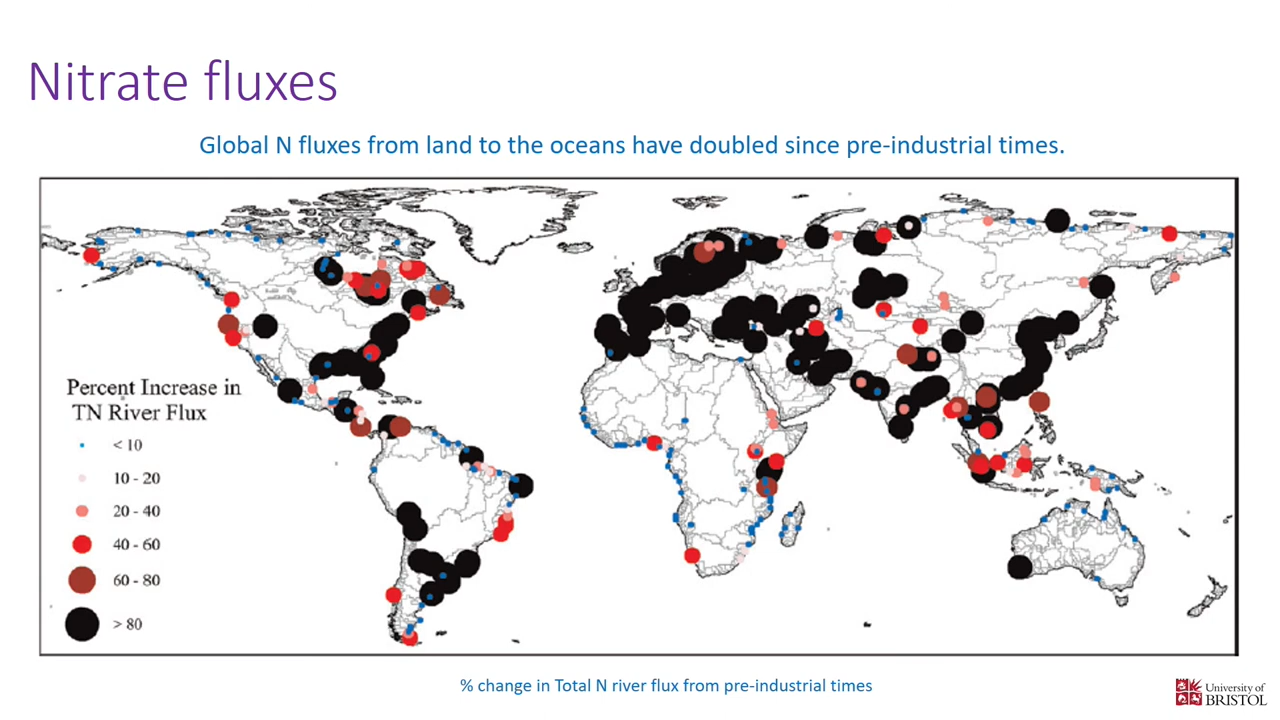 Nitrate fluxes
Global N fluxes from land to the oceans have doubled since pre-industrial times.
Percent Increase in
TN River Flux
< 10
10 - 20
20 - 40
40 - 60
60 - 80
> 80
% change in Total N river flux from pre-industrial times
University of
BRISTOL